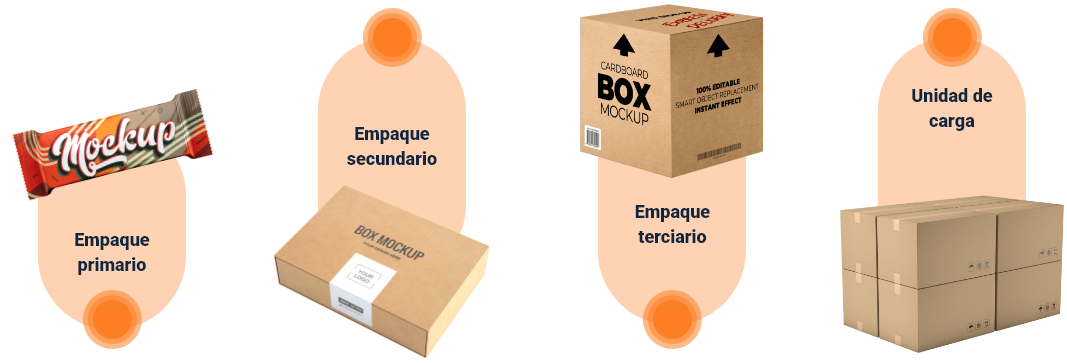 Mockup
Empaque
primario
Empaque
secundario
BOX MOCKUP
YOUR
LOGO
CARDBOARD
BOX
MOCKUP
100% EDITABLE
SMART OBJECT REPLACEMENT
INSTANT EFFECT
Empaque
terciario
Unidad de
carga